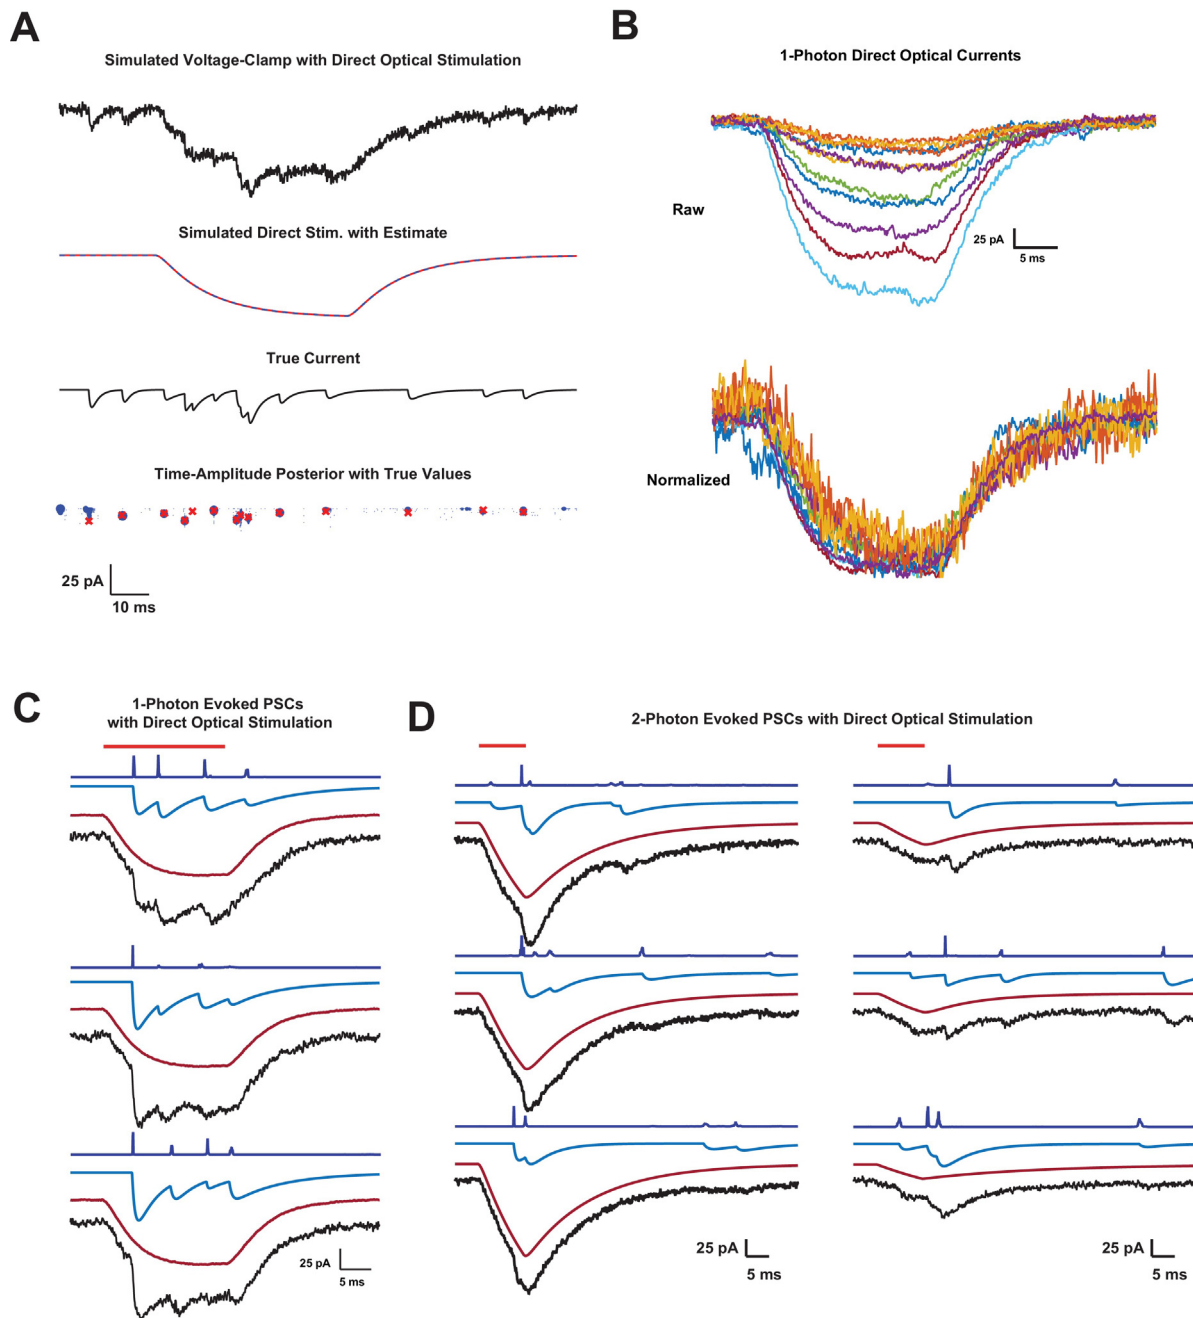 A
Simulated Voltage-Clamp with Direct Optical Stimulation
Simulated Direct Stim. with Estimate
True Current
Time-Amplitude Posterior with True Values
25 pA
10 ms
B
1-Photon Direct Optical Currents
Raw
25 pA
5 ms
Normalized
C
1-Photon Evoked PSCs
with Direct Optical Stimulation
25 pA
5 ms
D
2-Photon Evoked PSCs with Direct Optical Stimulation
25 pA
5 ms
25 pA
5 ms